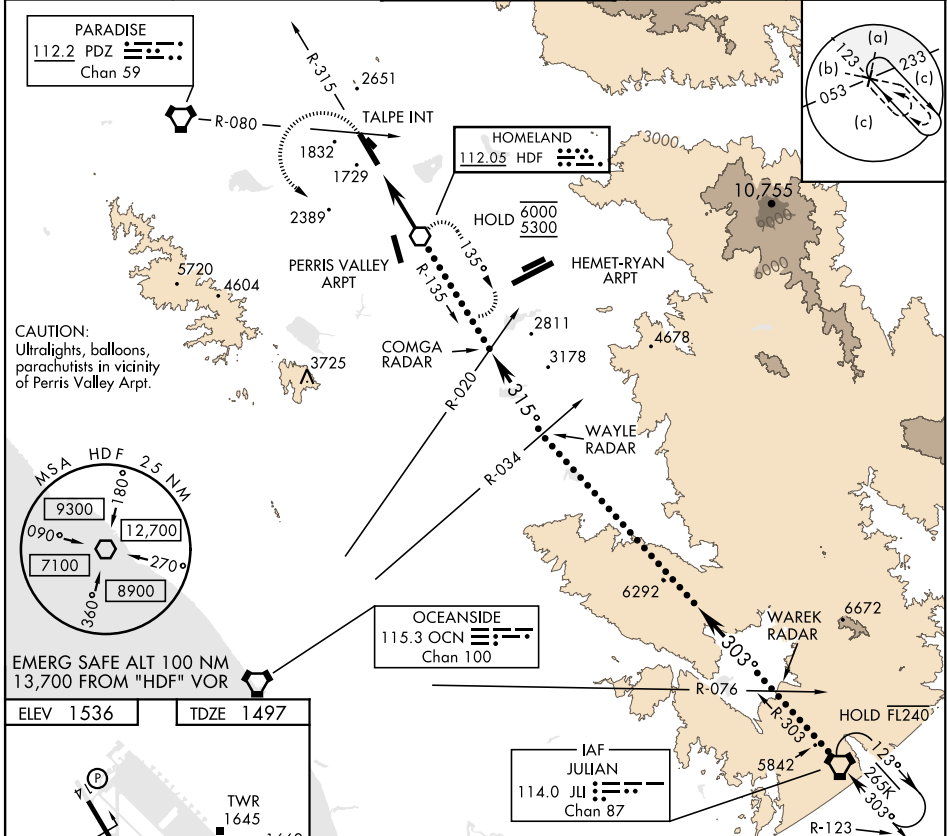 PARADISE
112.2 PDZ
Chan 59
R-315
2651
TALPE INT
R-080
1832
1729
2389
HOMELAND
112.05 HDF
HOLD 6000
5300
135°
R-135
PERRIS VALLEY
ARPT
HEMET-RYAN
ARPT
3000
10,755
9000
6000
(a)
123
233
(b)
(c)
053
(c)
5720
4604
CAUTION:
Ultralights, balloons,
parachutists in vicinity
of Perris Valley Arpt.
3725
COMGA
RADAR
2811
3178
4678
R-020
315°
WAYLE
RADAR
R-034
MSA HDF 25 NM
180°
9300
090°
12,700
7100
270°
8900
360°
EMERG SAFE ALT 100 NM
13,700 FROM "HDF" VOR
OCEANSIDE
115.3 OCN
Chan 100
6292
6672
WAREK
RADAR
303°
R-076
R-303
HOLD FL240
5842
123°
265K
303°
R-123
IAF
JULIAN
114.0 JLI
Chan 87
ELEV 1536
TDZE 1497
P
14
TWR
1645